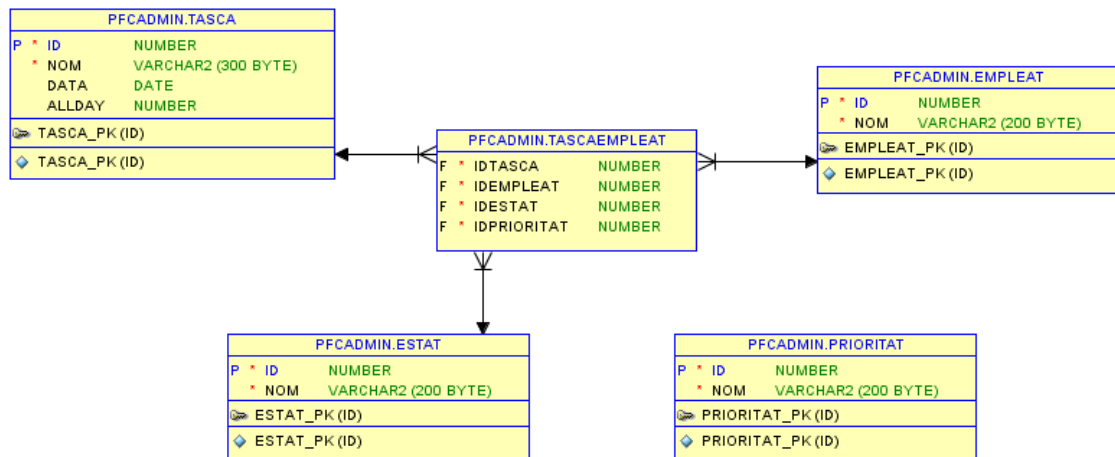 PFCADMIN.TASCA
P * ID NUMBER
* NOM VARCHAR2 (300 BYTE)
DATA DATE
ALLDAY NUMBER
TASCA_PK (ID)
TASCA_PK (ID)
PFCADMIN.EMPLEAT
P * ID NUMBER
* NOM VARCHAR2 (200 BYTE)
EMPLEAT_PK (ID)
EMPLEAT_PK (ID)
PFCADMIN.TASCAEMPLEAT
F * IDTASCA NUMBER
F * IDEMPLEAT NUMBER
F * IDESTAT NUMBER
F * IDPRIORITAT NUMBER
PFCADMIN.ESTAT
P * ID NUMBER
* NOM VARCHAR2 (200 BYTE)
ESTAT_PK (ID)
ESTAT_PK (ID)
PFCADMIN.PRIORITAT
P * ID NUMBER
* NOM VARCHAR2 (200 BYTE)
PRIORITAT_PK (ID)
PRIORITAT_PK (ID)